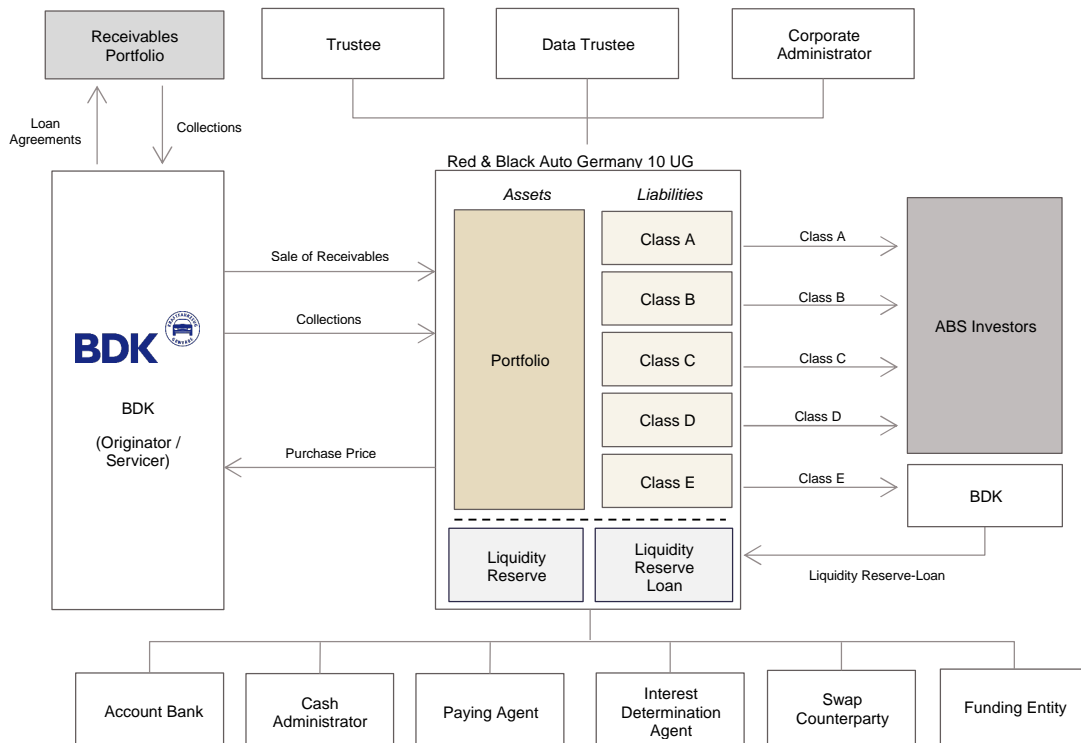 Receivables
Portfolio
Trustee
Data Trustee
Corporate
Administrator
Loan
Agreements
Collections
Red & Black Auto Germany 10 UG
Assets
Liabilities
Class A
Class A
Sale of Receivables
Class B
Class B
Collections
ABS Investors
BDK
Portfolio
Class C
Class C
BDK
(Originator /
Servicer)
Class D
Class D
Purchase Price
Class E
Class E
BDK
Liquidity
Reserve
Liquidity
Reserve
Loan
Liquidity Reserve-Loan
Account Bank
Cash
Administrator
Paying Agent
Interest
Determination
Agent
Swap
Counterparty
Funding Entity